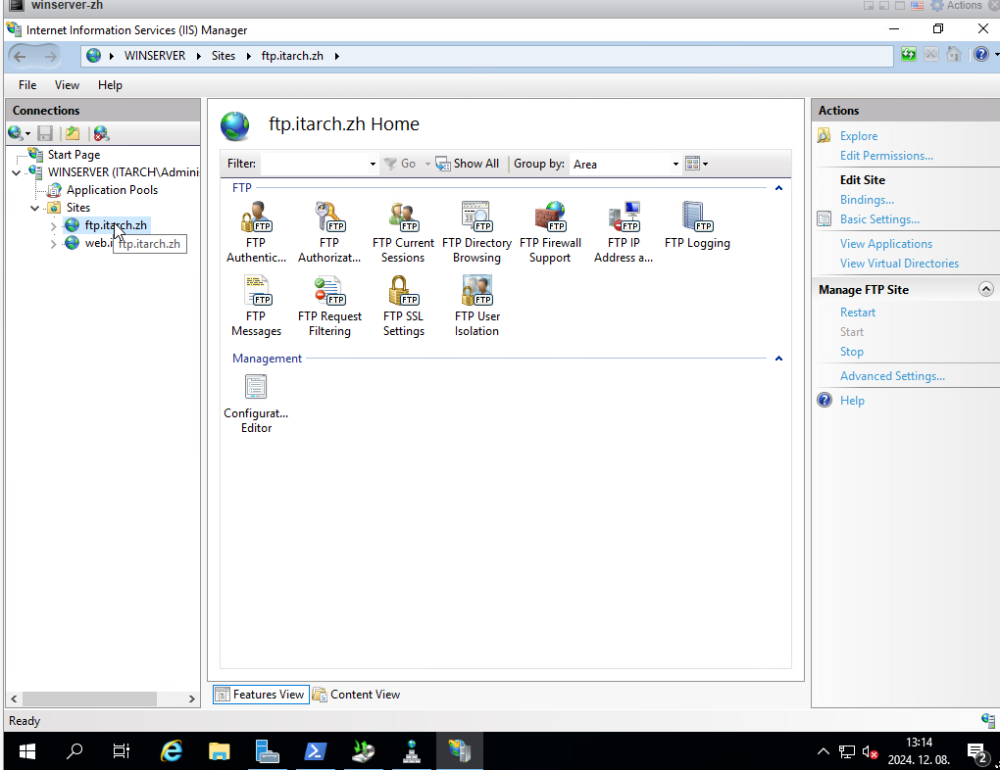 winserver-zh
Actions
Internet Information Services (IIS) Manager
WINSERVER
Sites
ftp.itarch.zh
File
View
Help
Connections
Start Page
WINSERVER (ITARCH\Admini
Application Pools
Sites
ftp.itarch.zh
web.i
ftp.itarch.zh
ftp.itarch.zh Home
Filter:
Go
Show All
Group by:
Area
FTP
FTP
Authentic...
FTP
Authorizat...
FTP Current
Sessions
FTP Directory
Browsing
FTP Firewall
Support
FTP IP
Address a...
FTP Logging
FTP
Messages
FTP Request
Filtering
FTP SSL
Settings
FTP User
Isolation
Management
Configurat...
Editor
Features View
Content View
Actions
Explore
Edit Permissions...
Edit Site
Bindings...
Basic Settings...
View Applications
View Virtual Directories
Manage FTP Site
Restart
Start
Stop
Advanced Settings...
Help
Ready
13:14
2024. 12. 08.
2